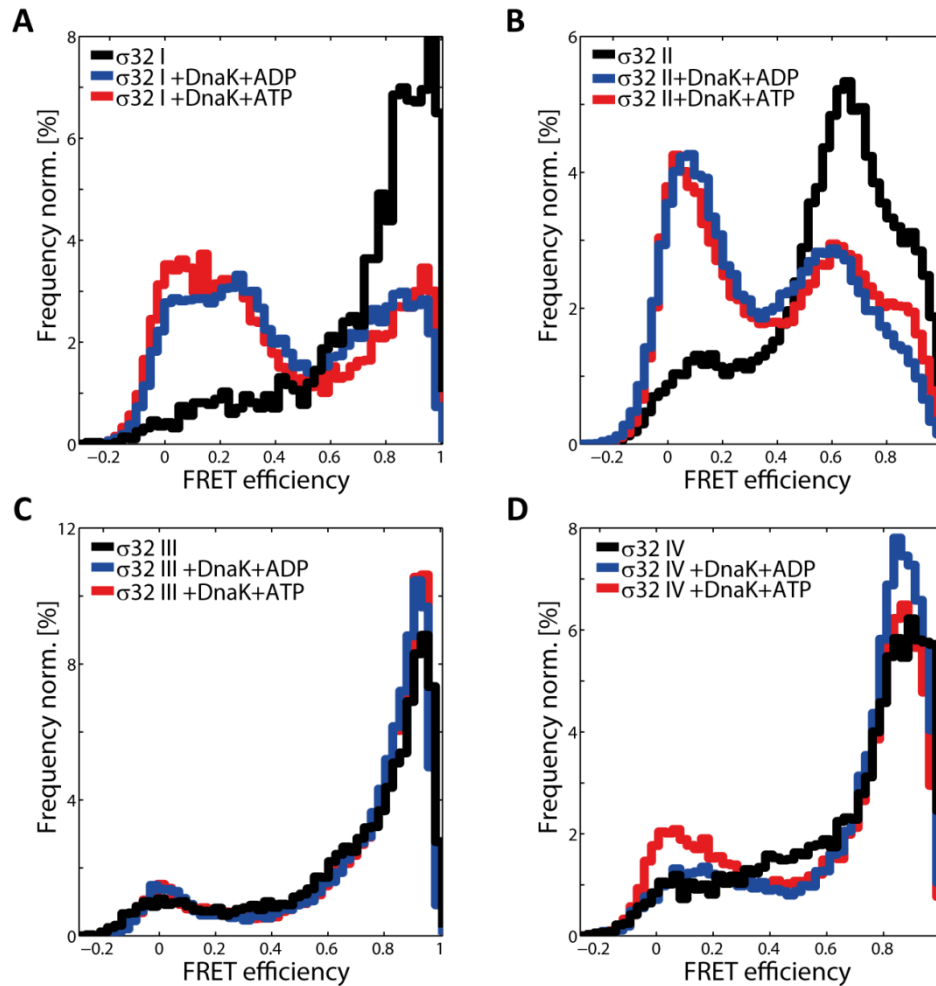 A
8
6
4
2
0
Frequency norm. [%]
σ32 I
σ32 I +DnaK+ADP
σ32 I +DnaK+ATP
−0.2 0 0.2 0.4 0.6 0.8 1
FRET efficiency
B
6
4
2
0
Frequency norm. [%]
σ32 II
σ32 II+DnaK+ADP
σ32 II+DnaK+ATP
−0.2 0 0.2 0.4 0.6 0.8
FRET efficiency
C
12
8
4
0
Frequency norm. [%]
σ32 III
σ32 III +DnaK+ADP
σ32 III +DnaK+ATP
−0.2 0 0.2 0.4 0.6 0.8 1
FRET efficiency
D
8
6
4
2
0
Frequency norm. [%]
σ32 IV
σ32 IV +DnaK+ADP
σ32 IV +DnaK+ATP
−0.2 0 0.2 0.4 0.6 0.8
FRET efficiency